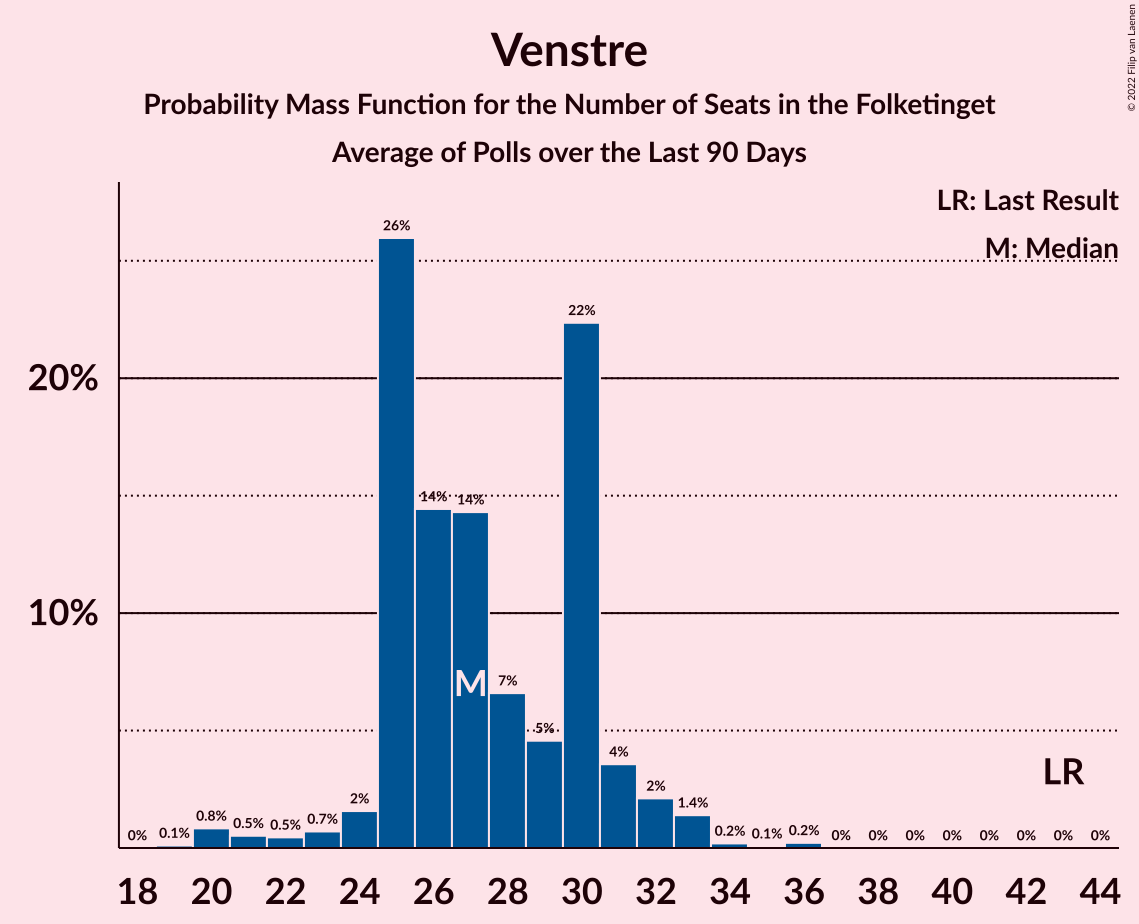 Venstre
Probability Mass Function for the Number of Seats in the Folketinget
Average of Polls over the Last 90 Days
© 2022 Filip van Laenen
LR: Last Result
M: Median
20%
10%
0% 0.1% 0.8% 0.5% 0.5% 0.7% 2% 26% 14% 14% 7% 5% 22% 4% 2% 1.4% 0.2% 0.1% 0.2% 0% 0% 0% 0% 0% 0% 0% 0%
M
LR
18 20 22 24 26 28 30 32 34 36 38 40 42 44